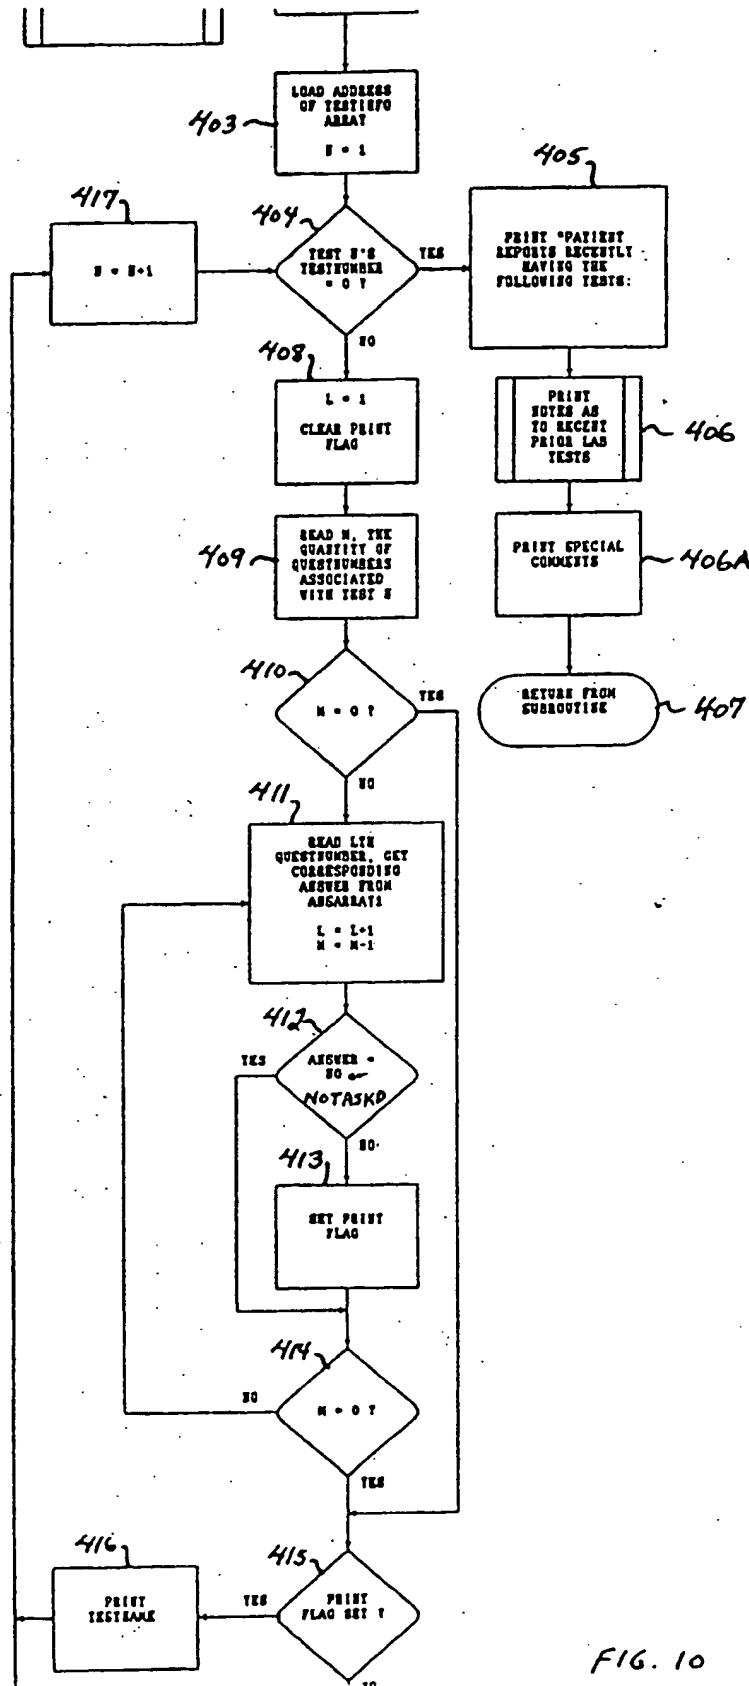 LOAD ADDRESS
OF TESTINFO
ARRAY
N = 1
403
405
417
404
N = N+1
TEST N'S
TESTNUMBER
= 0 ?
YES
PRINT "PATIENT
REPORTS RECENTLY
HAVING THE
FOLLOWING TESTS:
NO
408
L = 1
CLEAR PRINT
FLAG
PRINT
NOTES AS
TO RECENT
PRIOR LAB
TESTS
406
409
READ M, THE
QUANTITY OF
QUESTNUMBERS
ASSOCIATED
WITH TEST N
PRINT SPECIAL
COMMENTS
406A
410
M = 0 ?
YES
RETURN FROM
SUBROUTINE
407
NO
411
READ LTH
QUESTNUMBER, GET
CORRESPONDING
ANSWER FROM
ANSARRAY1
L = L+1
M = M-1
412
YES
ANSWER =
NO or
NOTASKD
NO
413
SET PRINT
FLAG
414
NO
M = 0 ?
YES
416
415
PRINT
TESTNAME
YES
PRINT
FLAG SET ?
NO
FIG. 10